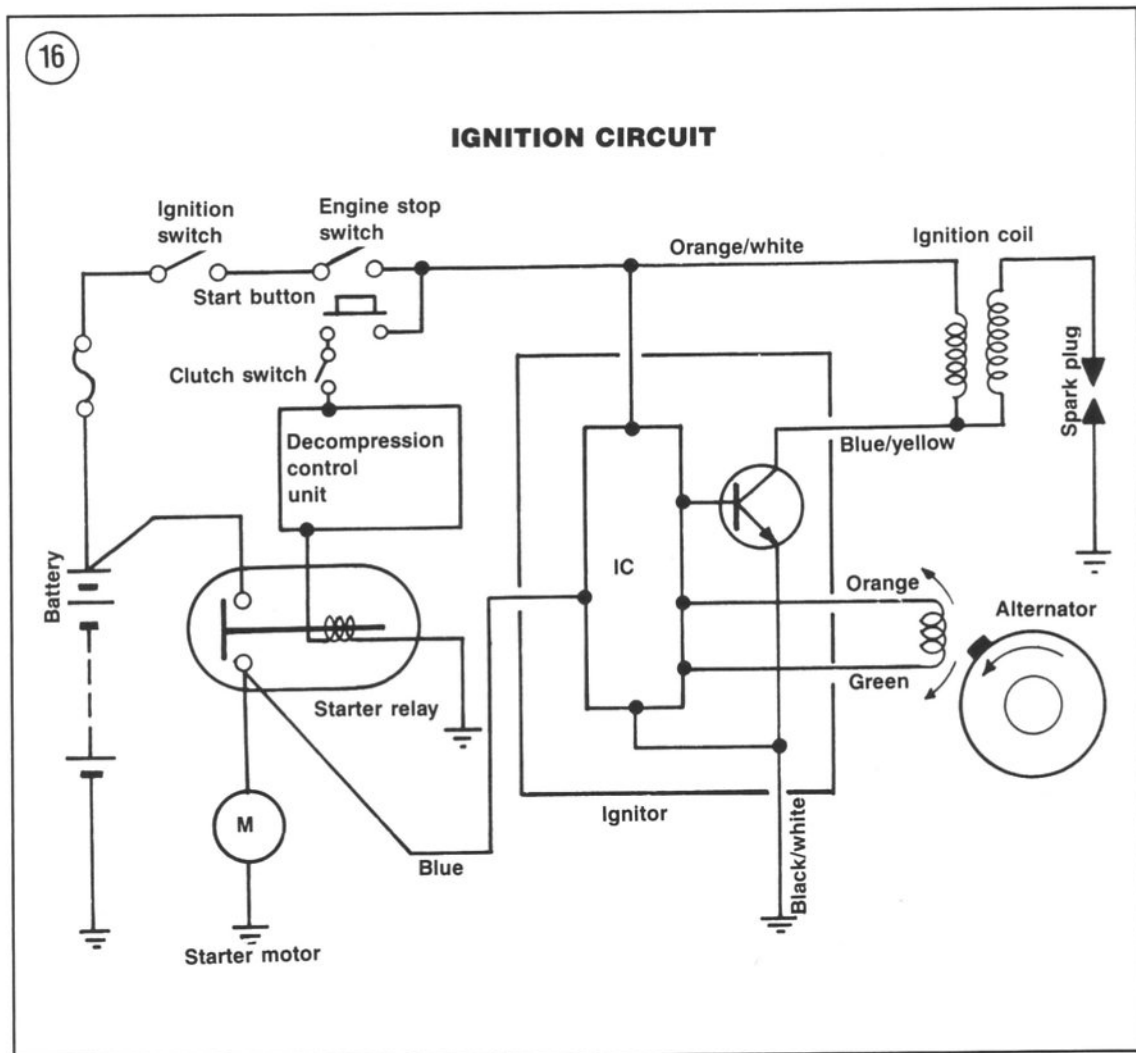 16
IGNITION CIRCUIT
Ignition
switch
Engine stop
switch
Orange/white
Ignition coil
Start button
Clutch switch
Spark plug
Decompression
control
unit
Blue/yellow
Battery
IC
Orange
Alternator
Green
Starter relay
M
Ignitor
Blue
Black/white
Starter motor